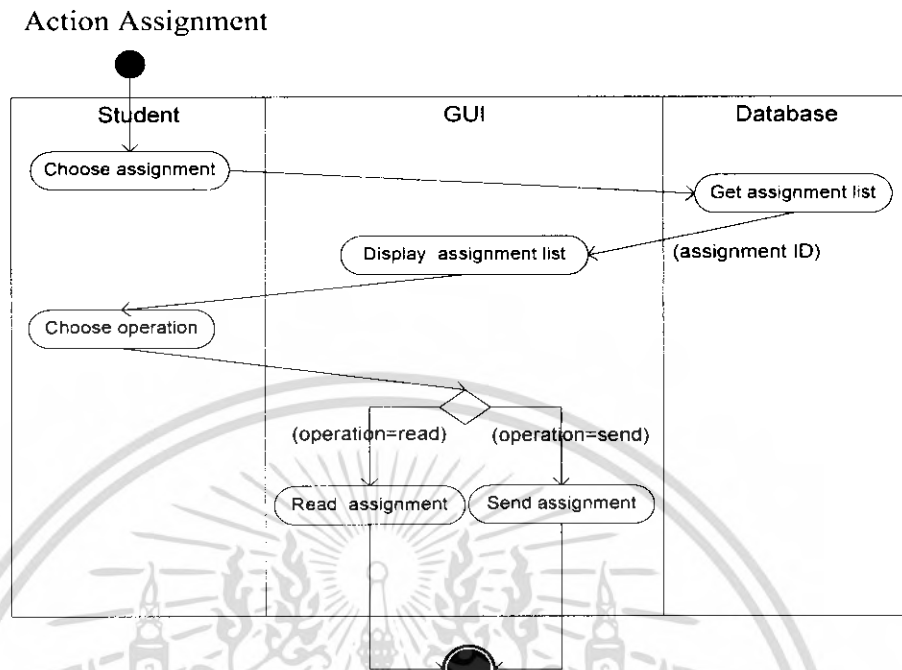 Action Assignment
Student
GUI
Database
Choose assignment
Get assignment list
Display assignment list
(assignment ID)
Choose operation
(operation=read)
(operation=send)
Read assignment
Send assignment